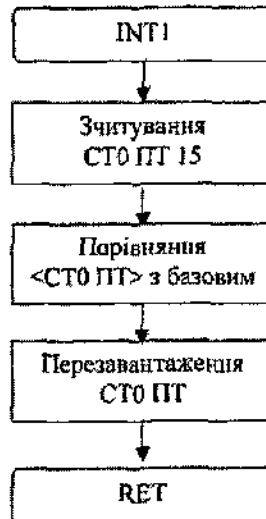 INT1
Зчитування
СТ0 ПТ 15
Порівняння
<СТ0 ПТ> з базовим
Перезавантаження
СТ0 ПТ
RET